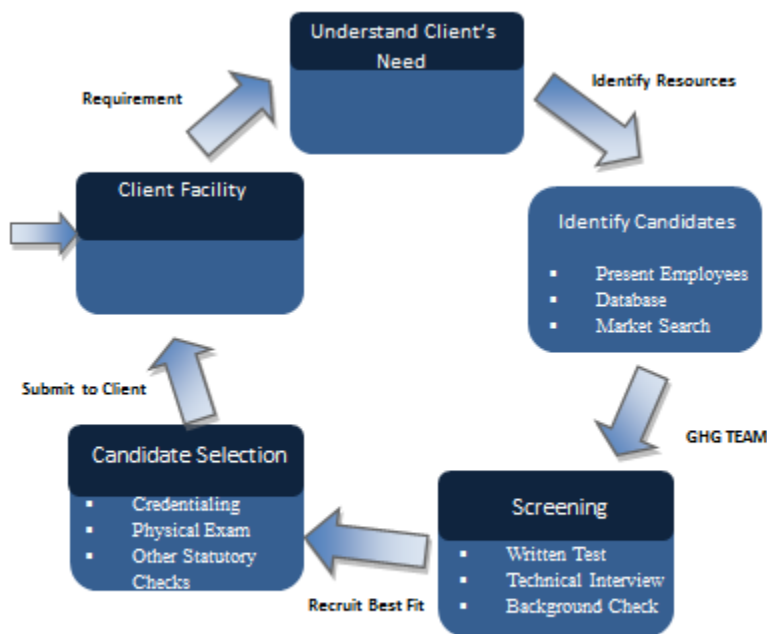 Understand Client's
Need
Identify Resources
Requirement
Client Facility
Identify Candidates
▪ Present Employees
▪ Database
▪ Market Search
Submit to Client
GHG TEAM
Candidate Selection
▪ Credentialing
▪ Physical Exam
▪ Other Statutory
Checks
Screening
▪ Written Test
▪ Technical Interview
▪ Background Check
Recruit Best Fit